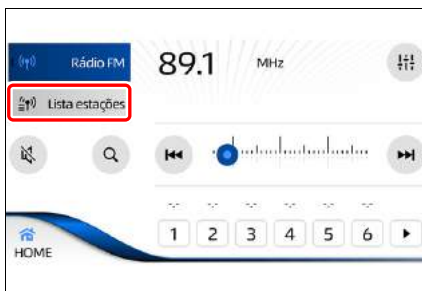 Rádio FM
89.1 MHz
Lista estações
-.- -.- -.- -.- -.- -.-
1 2 3 4 5 6
HOME